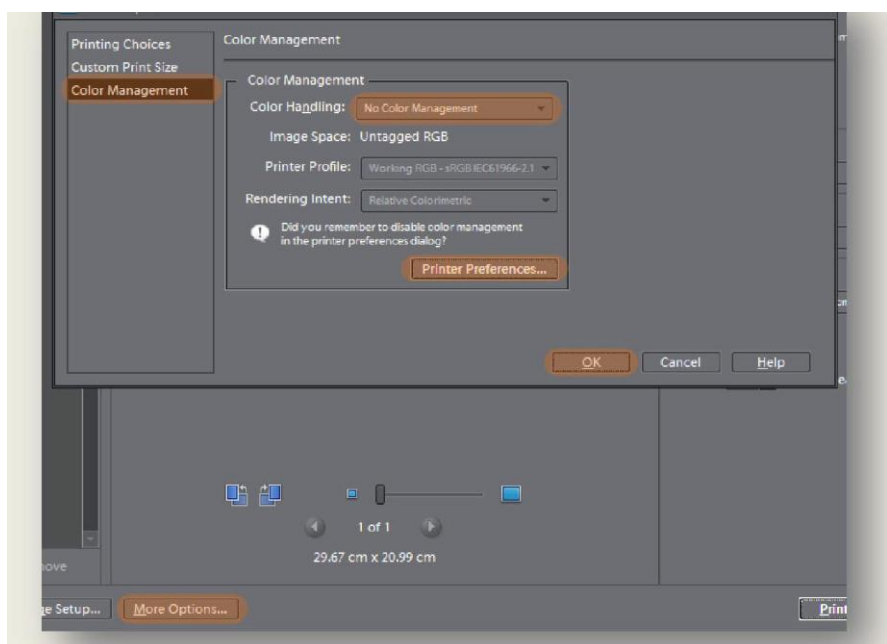 Printing Choices
Custom Print Size
Color Management
Color Management
Color Management
Color Handling: No Color Management
Image Space: Untagged RGB
Printer Profile: Working RGB - sRGB IEC61966-2.1
Rendering Intent: Relative Colorimetric
Did you remember to disable color management
in the printer preferences dialog?
Printer Preferences...
OK Cancel Help
1 of 1
29.67 cm x 20.99 cm
Setup... More Options... Print